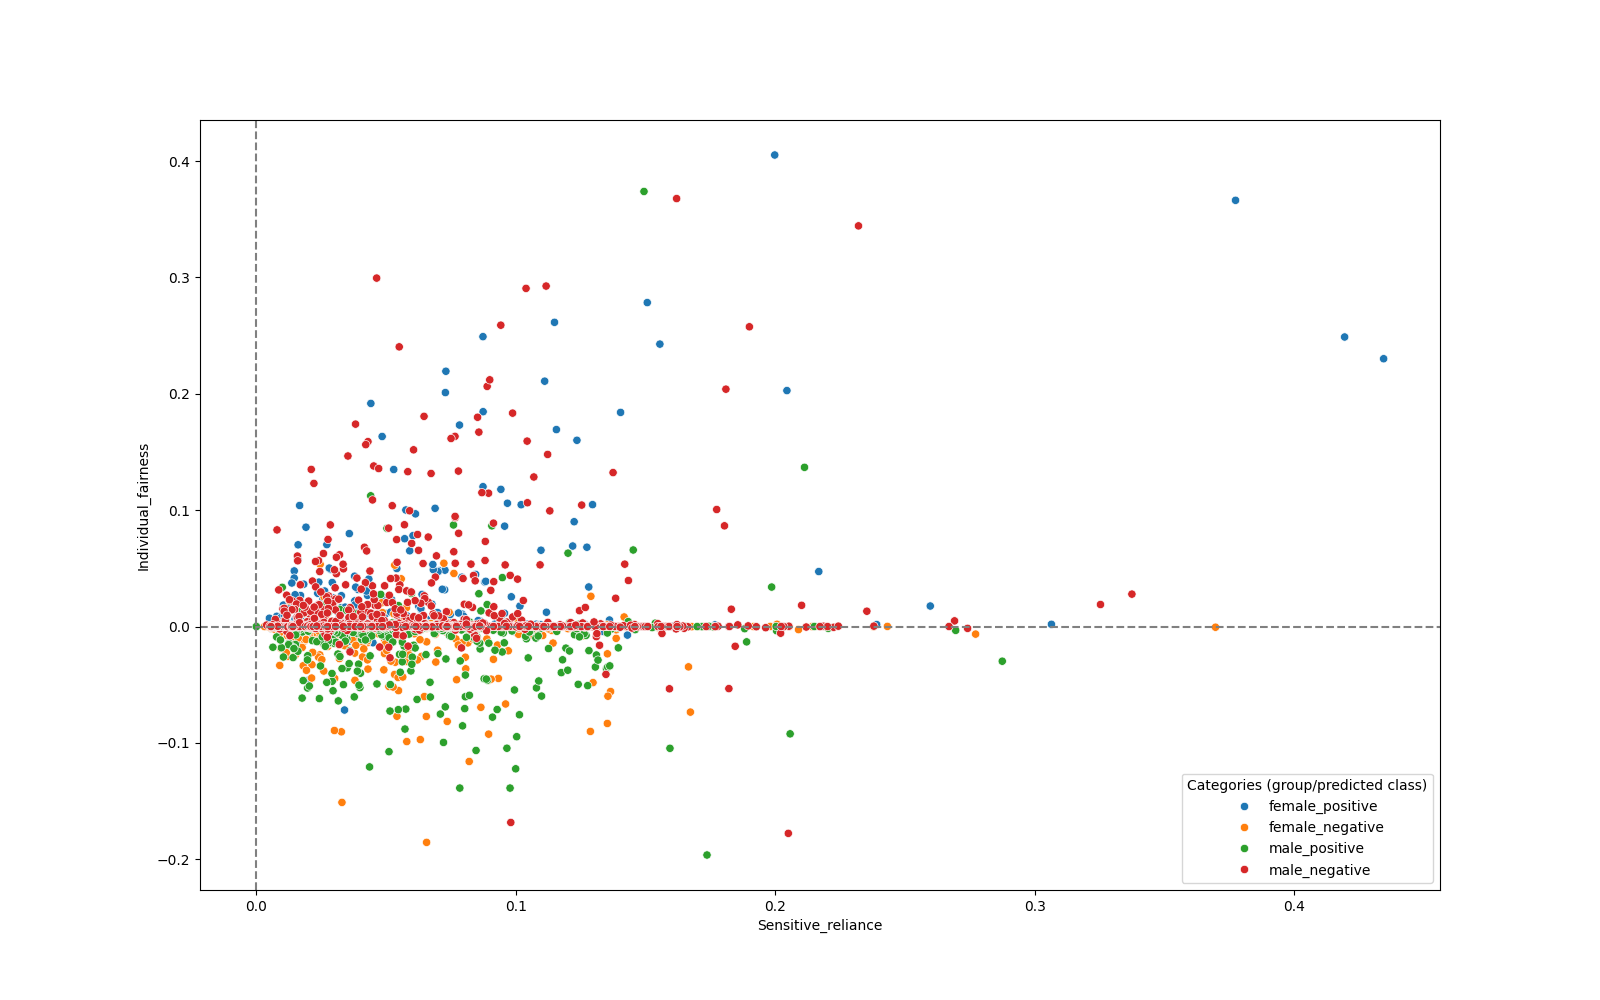 0.4
0.3
0.2
0.1
0.0
−0.1
−0.2
Individual_fairness
0.0
0.1
0.2
0.3
0.4
Sensitive_reliance
Categories (group/predicted class)
female_positive
female_negative
male_positive
male_negative